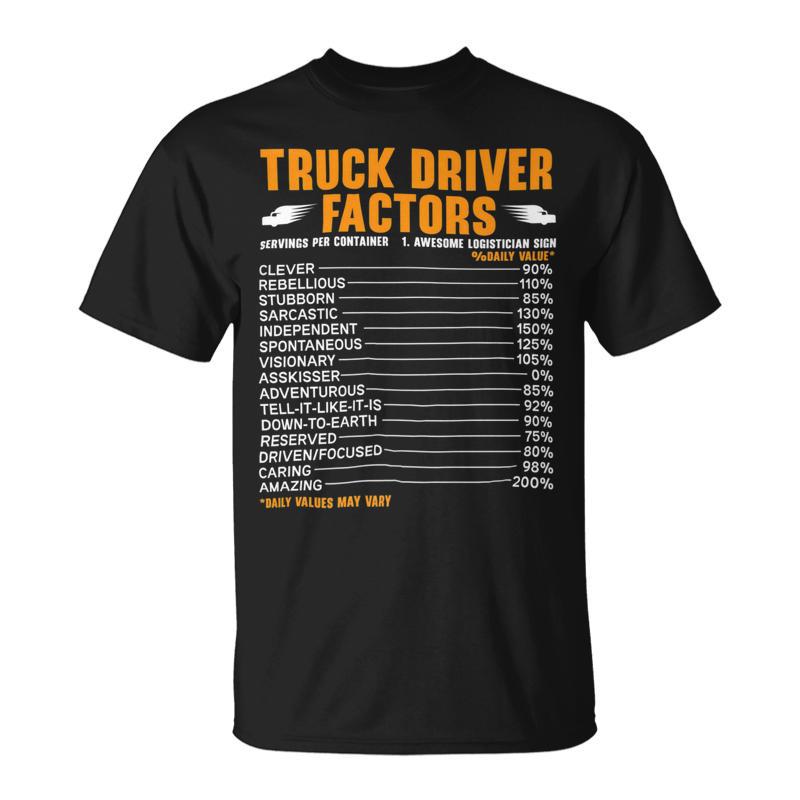 TRUCK DRIVER
FACTORS
SERVINGS PER CONTAINER 1. AWESOME LOGISTICIAN SIGN
%DAILY VALUE*
CLEVER 90%
REBELLIOUS 110%
STUBBORN 85%
SARCASTIC 130%
INDEPENDENT 150%
SPONTANEOUS 125%
VISIONARY 105%
ASSKISSER 0%
ADVENTUROUS 85%
TELL-IT-LIKE-IT-IS 92%
DOWN-TO-EARTH 90%
RESERVED 75%
DRIVEN/FOCUSED 80%
CARING 98%
AMAZING 200%
*DAILY VALUES MAY VARY